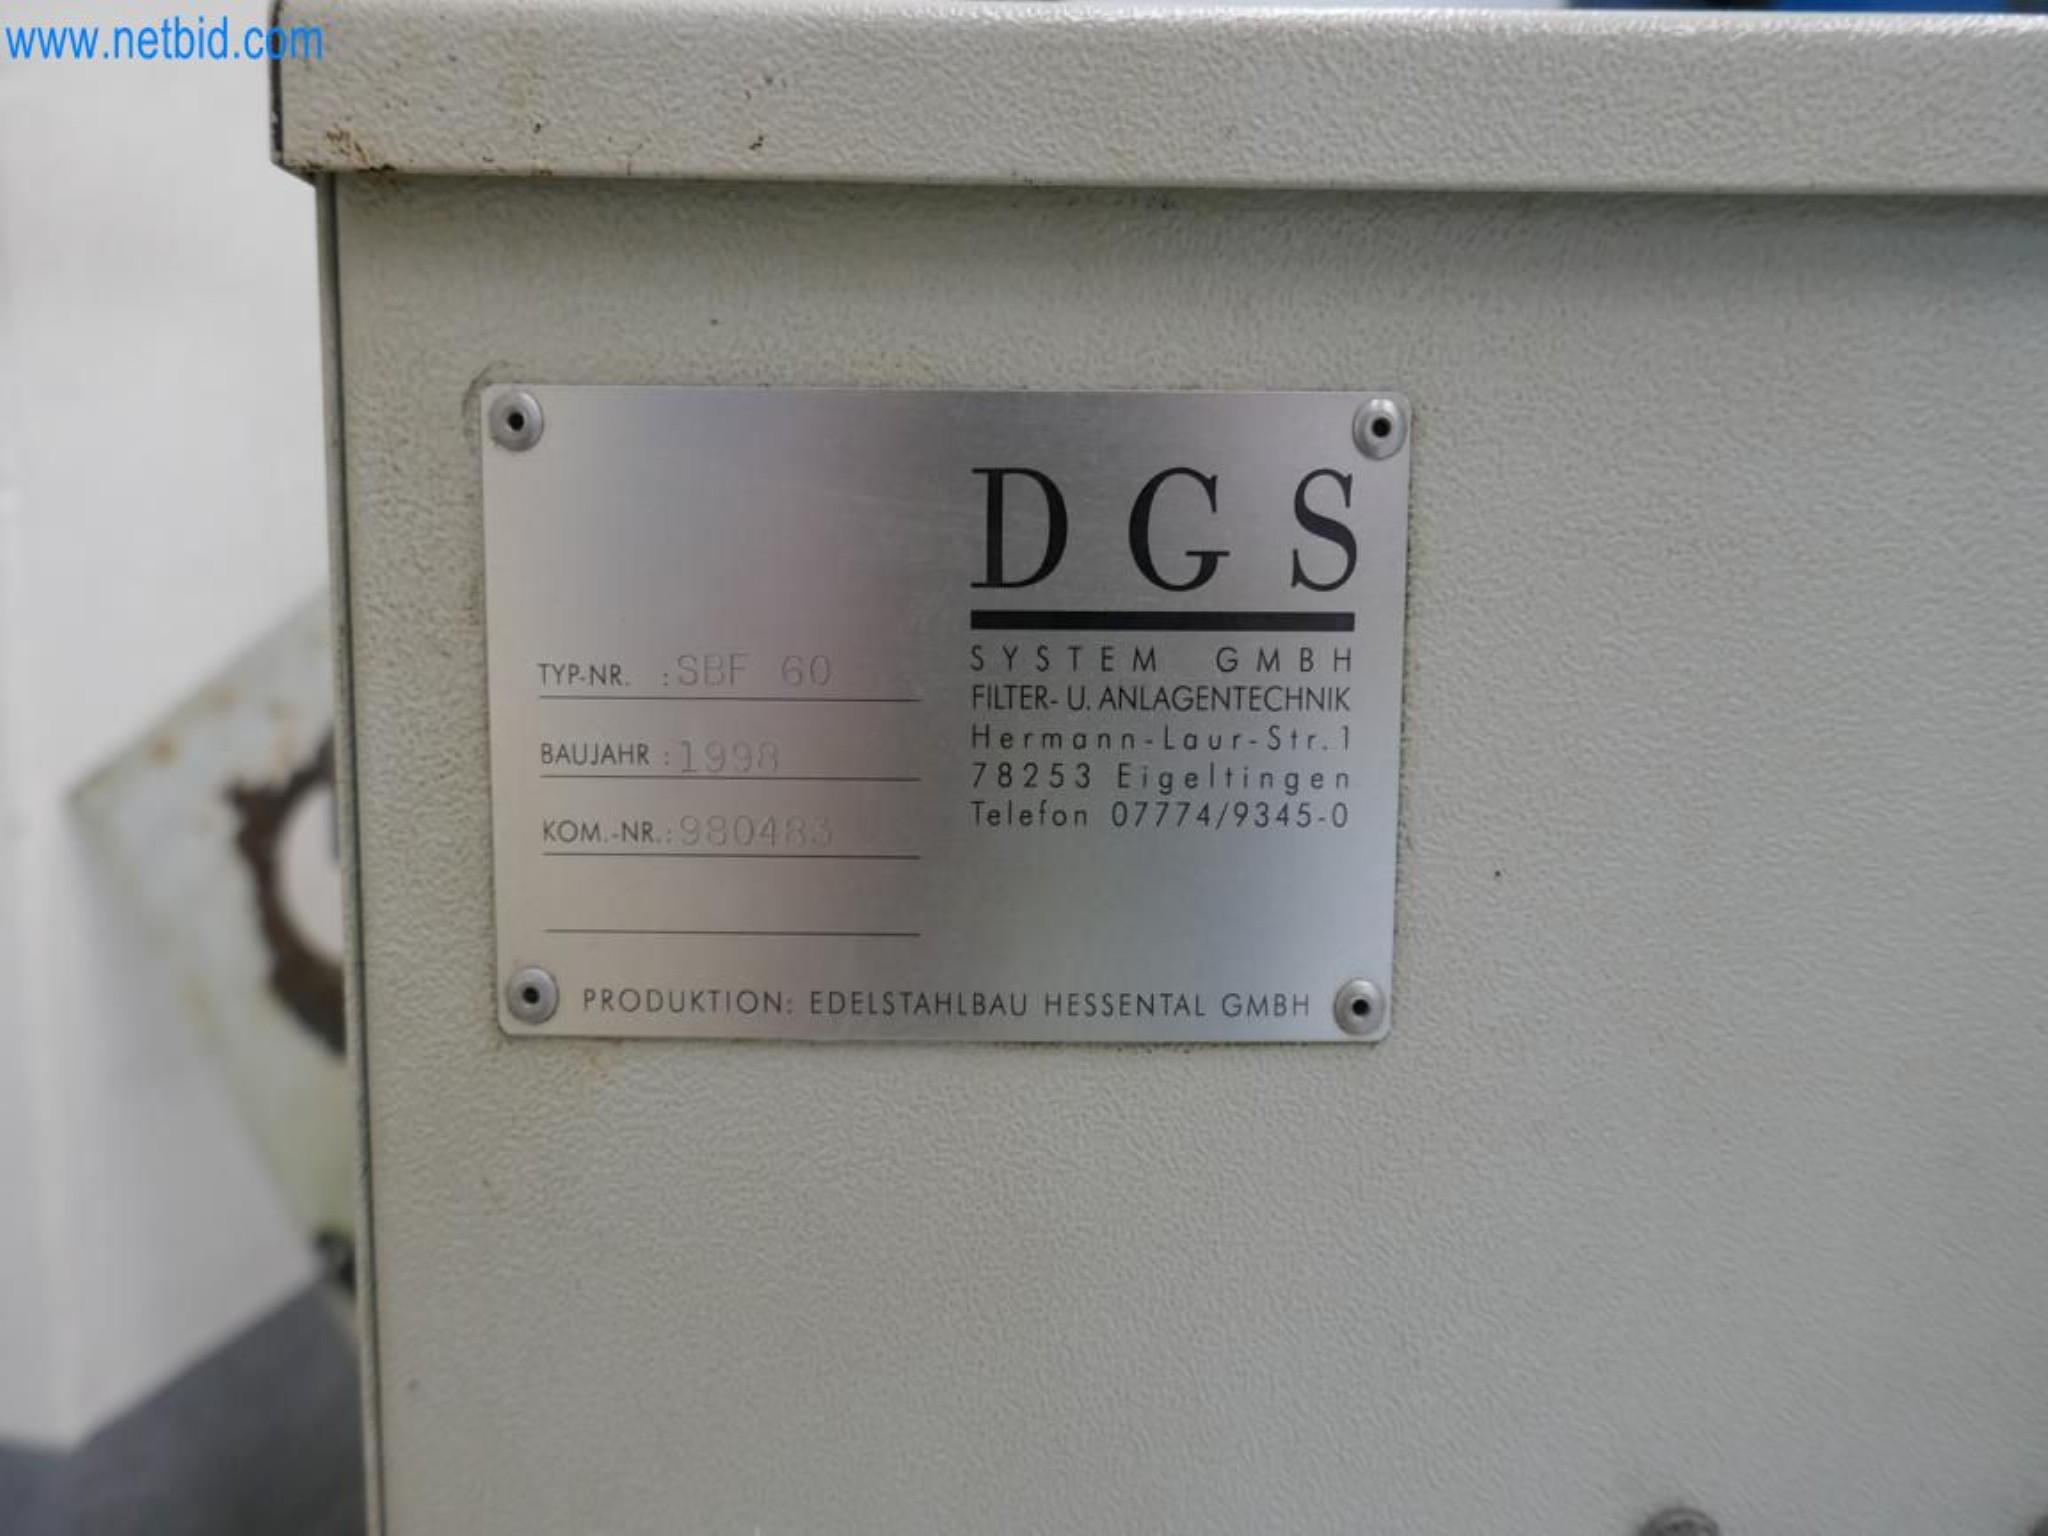 www.netbid.com
DGS
SYSTEM GMBH
FILTER- U. ANLAGENTECHNIK
Hermann-Laur-Str. 1
78253 Eigeltingen
Telefon 07774/9345-0
TYP-NR. : SBF 60
BAUJAHR : 1998
KOM.-NR.: 980483
PRODUKTION: EDELSTAHLBAU HESSENTAL GMBH